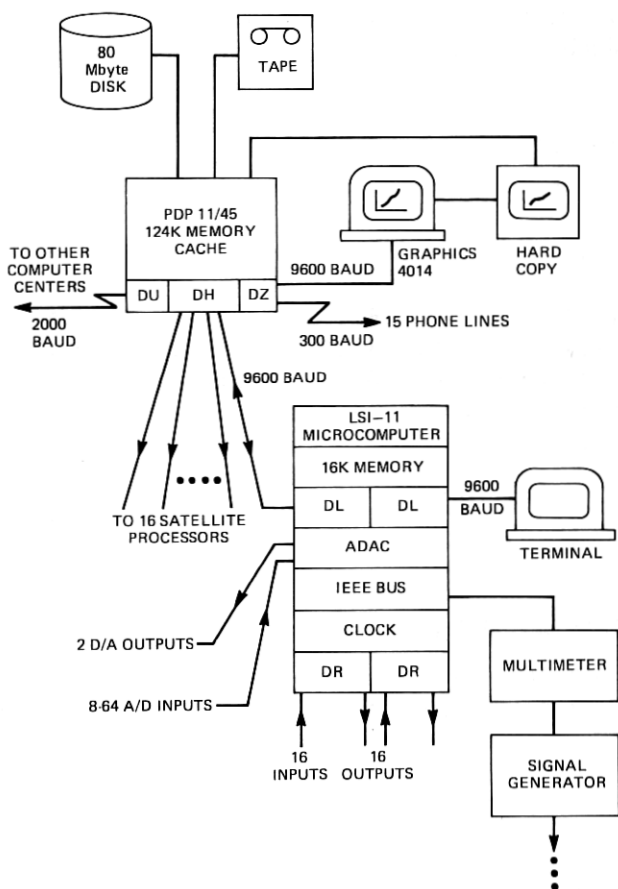 80
Mbyte
DISK
TAPE
PDP 11/45
124K MEMORY
CACHE
DU
DH
DZ
TO OTHER
COMPUTER
CENTERS
2000
BAUD
9600 BAUD
GRAPHICS
4014
HARD
COPY
15 PHONE LINES
300 BAUD
9600 BAUD
TO 16 SATELLITE
PROCESSORS
LSI-11
MICROCOMPUTER
16K MEMORY
DL
DL
ADAC
IEEE BUS
CLOCK
DR
DR
9600
BAUD
TERMINAL
2 D/A OUTPUTS
8-64 A/D INPUTS
16
INPUTS
16
OUTPUTS
MULTIMETER
SIGNAL
GENERATOR